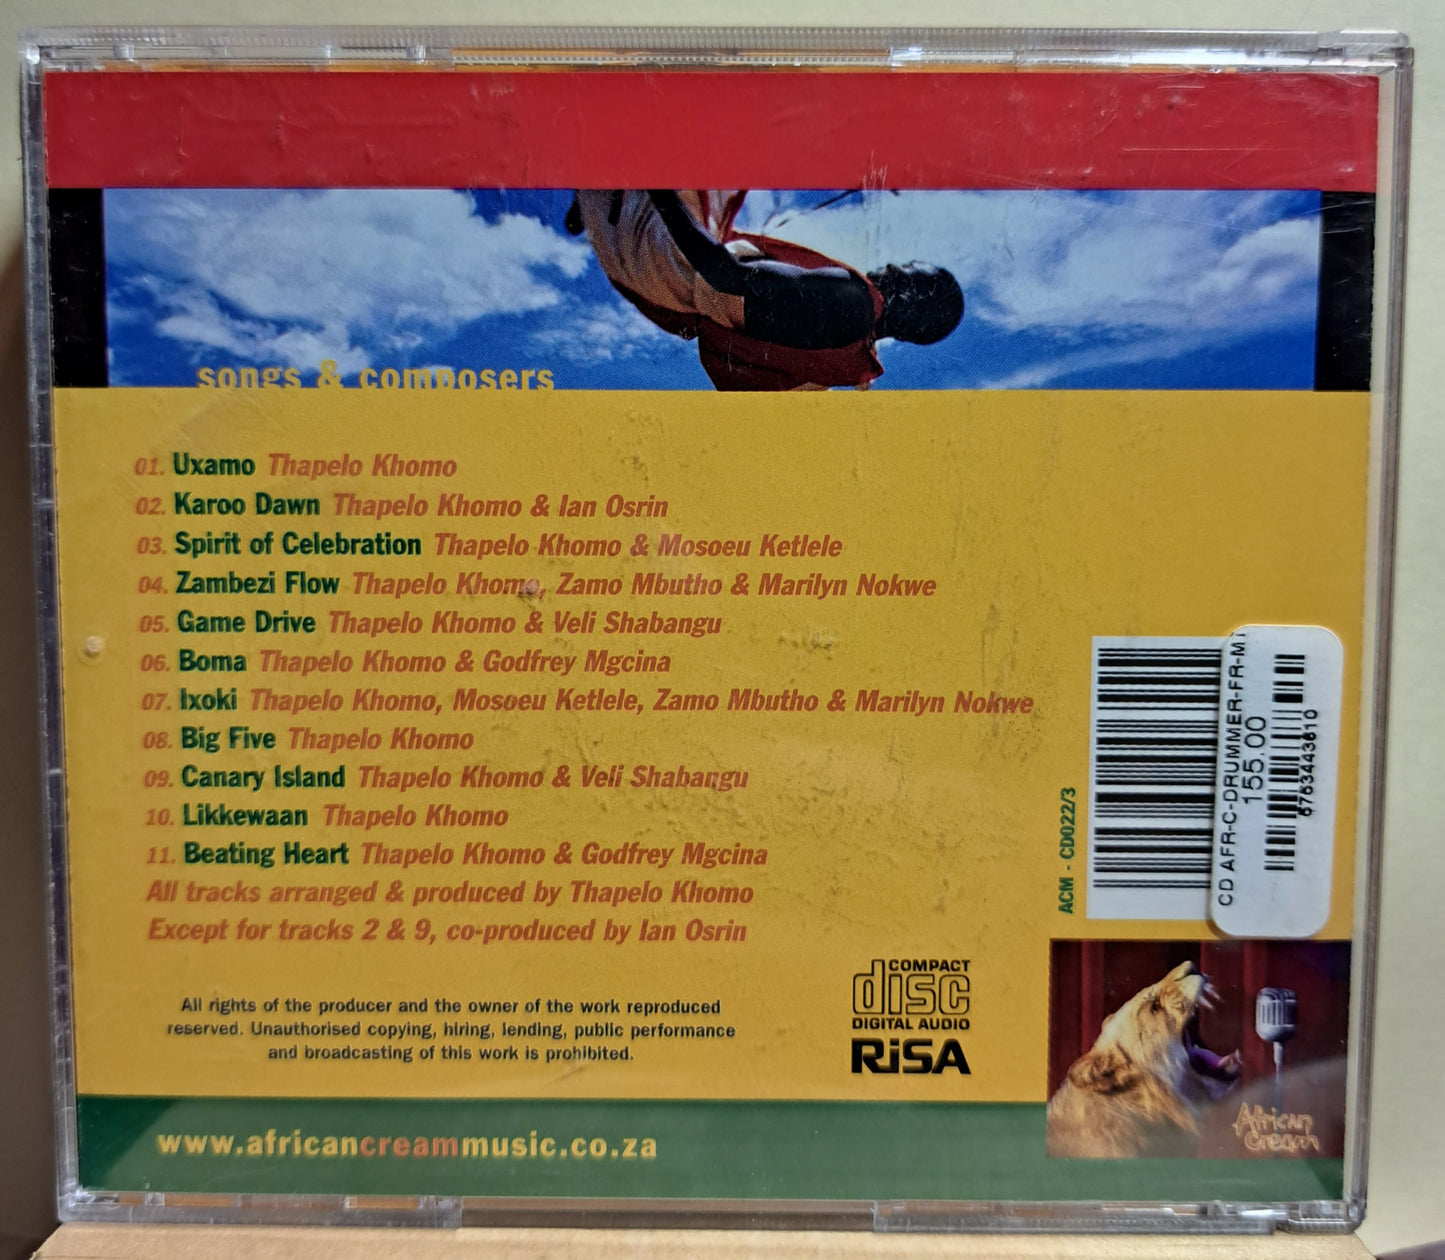 songs & composers
01. Uxamo Thapelo Khomo
02. Karoo Dawn Thapelo Khomo & Ian Osrin
03. Spirit of Celebration Thapelo Khomo & Mosoeu Ketlele
04. Zambezi Flow Thapelo Khomo, Zamo Mbutho & Marilyn Nokwe
05. Game Drive Thapelo Khomo & Veli Shabangu
06. Boma Thapelo Khomo & Godfrey Mgcina
07. Ixoki Thapelo Khomo, Mosoeu Ketlele, Zamo Mbutho & Marilyn Nokwe
08. Big Five Thapelo Khomo
09. Canary Island Thapelo Khomo & Veli Shabangu
10. Likkewaan Thapelo Khomo
11. Beating Heart Thapelo Khomo & Godfrey Mgcina
All tracks arranged & produced by Thapelo Khomo
Except for tracks 2 & 9, co-produced by Ian Osrin
All rights of the producer and the owner of the work reproduced
reserved. Unauthorised copying, hiring, lending, public performance
and broadcasting of this work is prohibited.
COMPACT
disc
DIGITAL AUDIO
RiSA
ACM - CD022/3
CD AFR-C-DRUMMER-FR-M
155.00
6763443610
African
Cream
www.africancreammusic.co.za